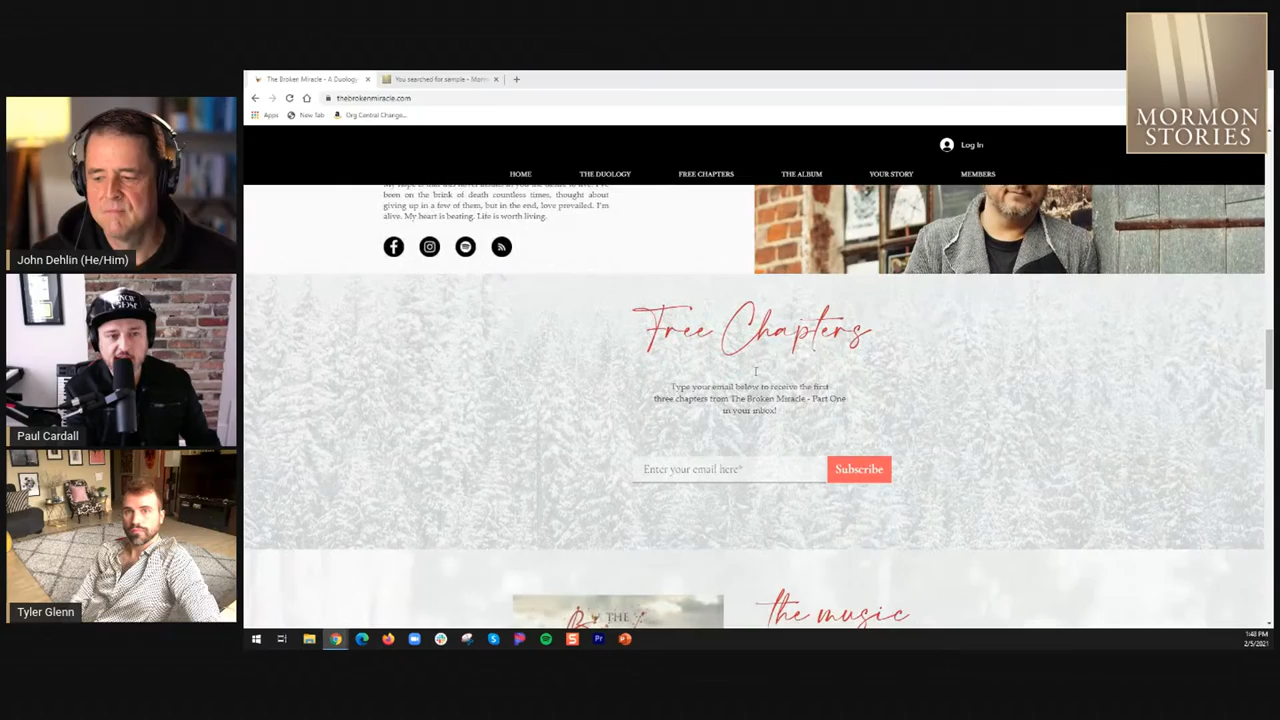 MORMON
STORIES
The Broken Miracle - A Duology
You searched for sample - Morm
thebrokenmiracle.com
Apps
New Tab
Org Central Change...
Log In
HOME
THE DUOLOGY
FREE CHAPTERS
THE ALBUM
YOUR STORY
MEMBERS
been on the brink of death countless times, thought about
giving up in a few of them, but in the end, love prevailed. I'm
alive. My heart is beating. Life is worth living.
Free Chapters
Type your email below to receive the first
three chapters from The Broken Miracle - Part One
in your inbox!
Enter your email here*
Subscribe
THE
the music
John Dehlin (He/Him)
Paul Cardall
Tyler Glenn
1:48 PM
2/5/2021